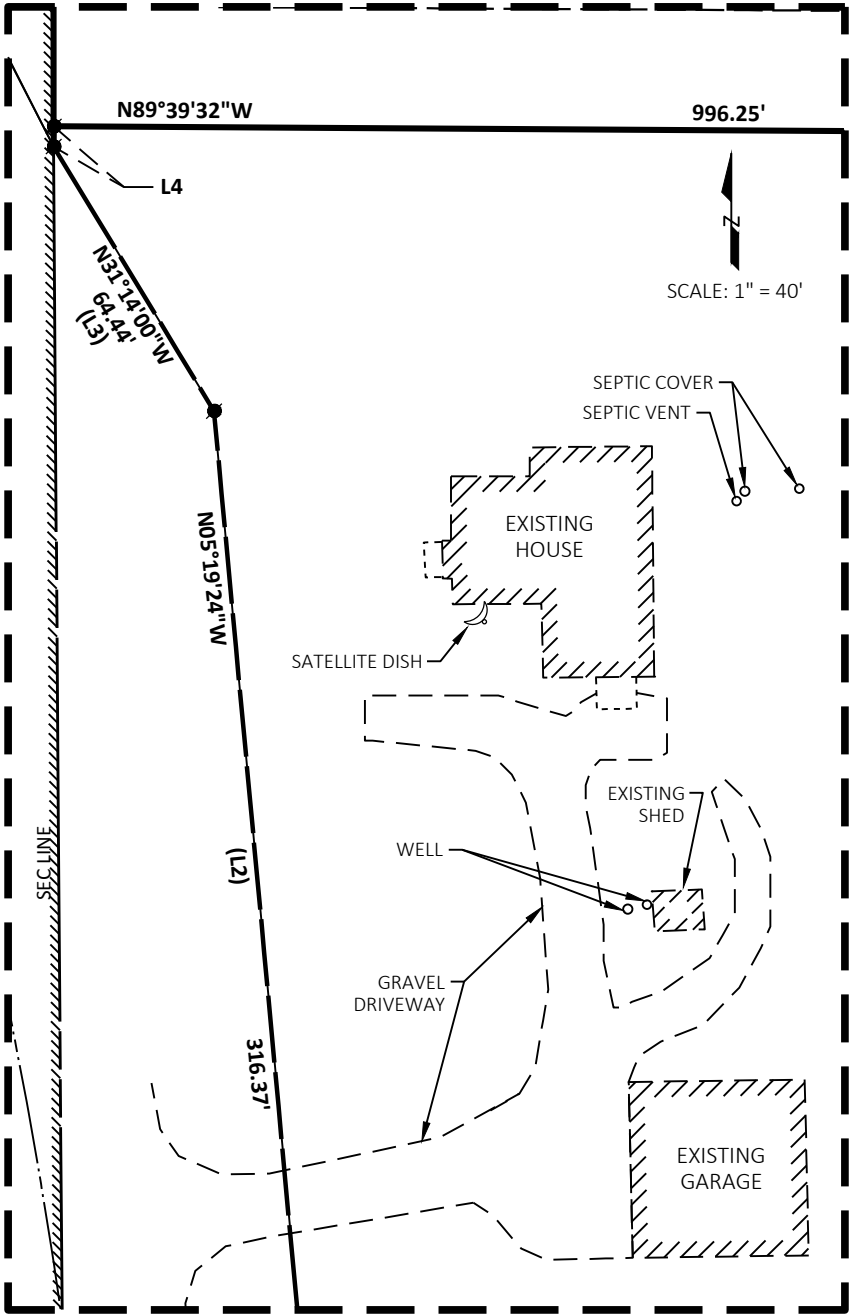 N89°39'32"W
996.25'
L4
N31°14'00"W
64.44'
(L3)
N
SCALE: 1" = 40'
SEPTIC COVER
SEPTIC VENT
EXISTING
HOUSE
N05°19'24"W
SATELLITE DISH
EXISTING
SHED
SEC LINE
(L2)
WELL
GRAVEL
DRIVEWAY
316.37'
EXISTING
GARAGE